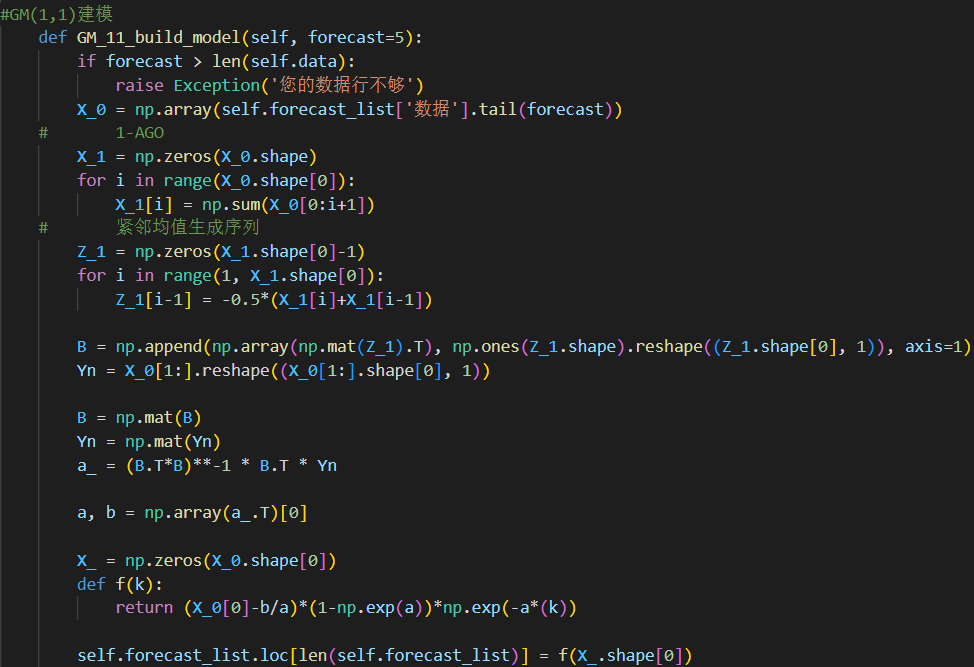 #GM(1,1)建模
def GM_11_build_model(self, forecast=5):
if forecast > len(self.data):
raise Exception('您的数据行不够')
X_0 = np.array(self.forecast_list['数据'].tail(forecast))
# 1-AGO
X_1 = np.zeros(X_0.shape)
for i in range(X_0.shape[0]):
X_1[i] = np.sum(X_0[0:i+1])
# 紧邻均值生成序列
Z_1 = np.zeros(X_1.shape[0]-1)
for i in range(1, X_1.shape[0]):
Z_1[i-1] = -0.5*(X_1[i]+X_1[i-1])
B = np.append(np.array(np.mat(Z_1).T), np.ones(Z_1.shape).reshape((Z_1.shape[0], 1)), axis=1)
Yn = X_0[1:].reshape((X_0[1:].shape[0], 1))
B = np.mat(B)
Yn = np.mat(Yn)
a_ = (B.T*B)**-1 * B.T * Yn
a, b = np.array(a_.T)[0]
X_ = np.zeros(X_0.shape[0])
def f(k):
return (X_0[0]-b/a)*(1-np.exp(a))*np.exp(-a*(k))
self.forecast_list.loc[len(self.forecast_list)] = f(X_.shape[0])